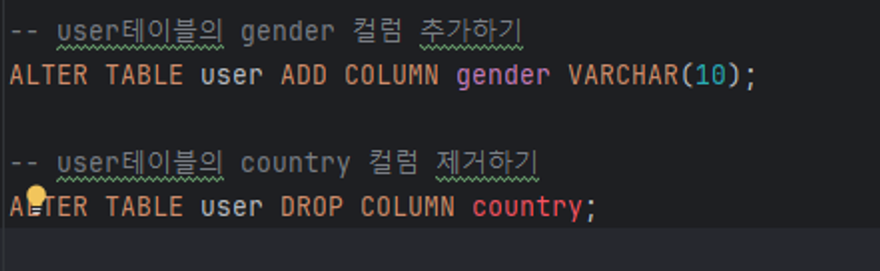 -- user테이블의 gender 컬럼 추가하기
ALTER TABLE user ADD COLUMN gender VARCHAR(10);
-- user테이블의 country 컬럼 제거하기
ALTER TABLE user DROP COLUMN country;